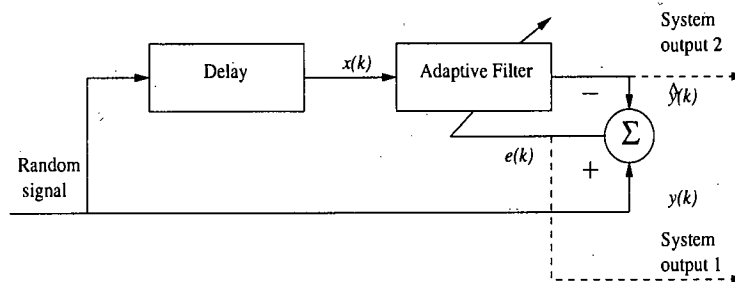 System
output 2
Delay
x(k)
Adaptive Filter
−
ŷ(k)
Σ
e(k)
+
Random
signal
y(k)
System
output 1